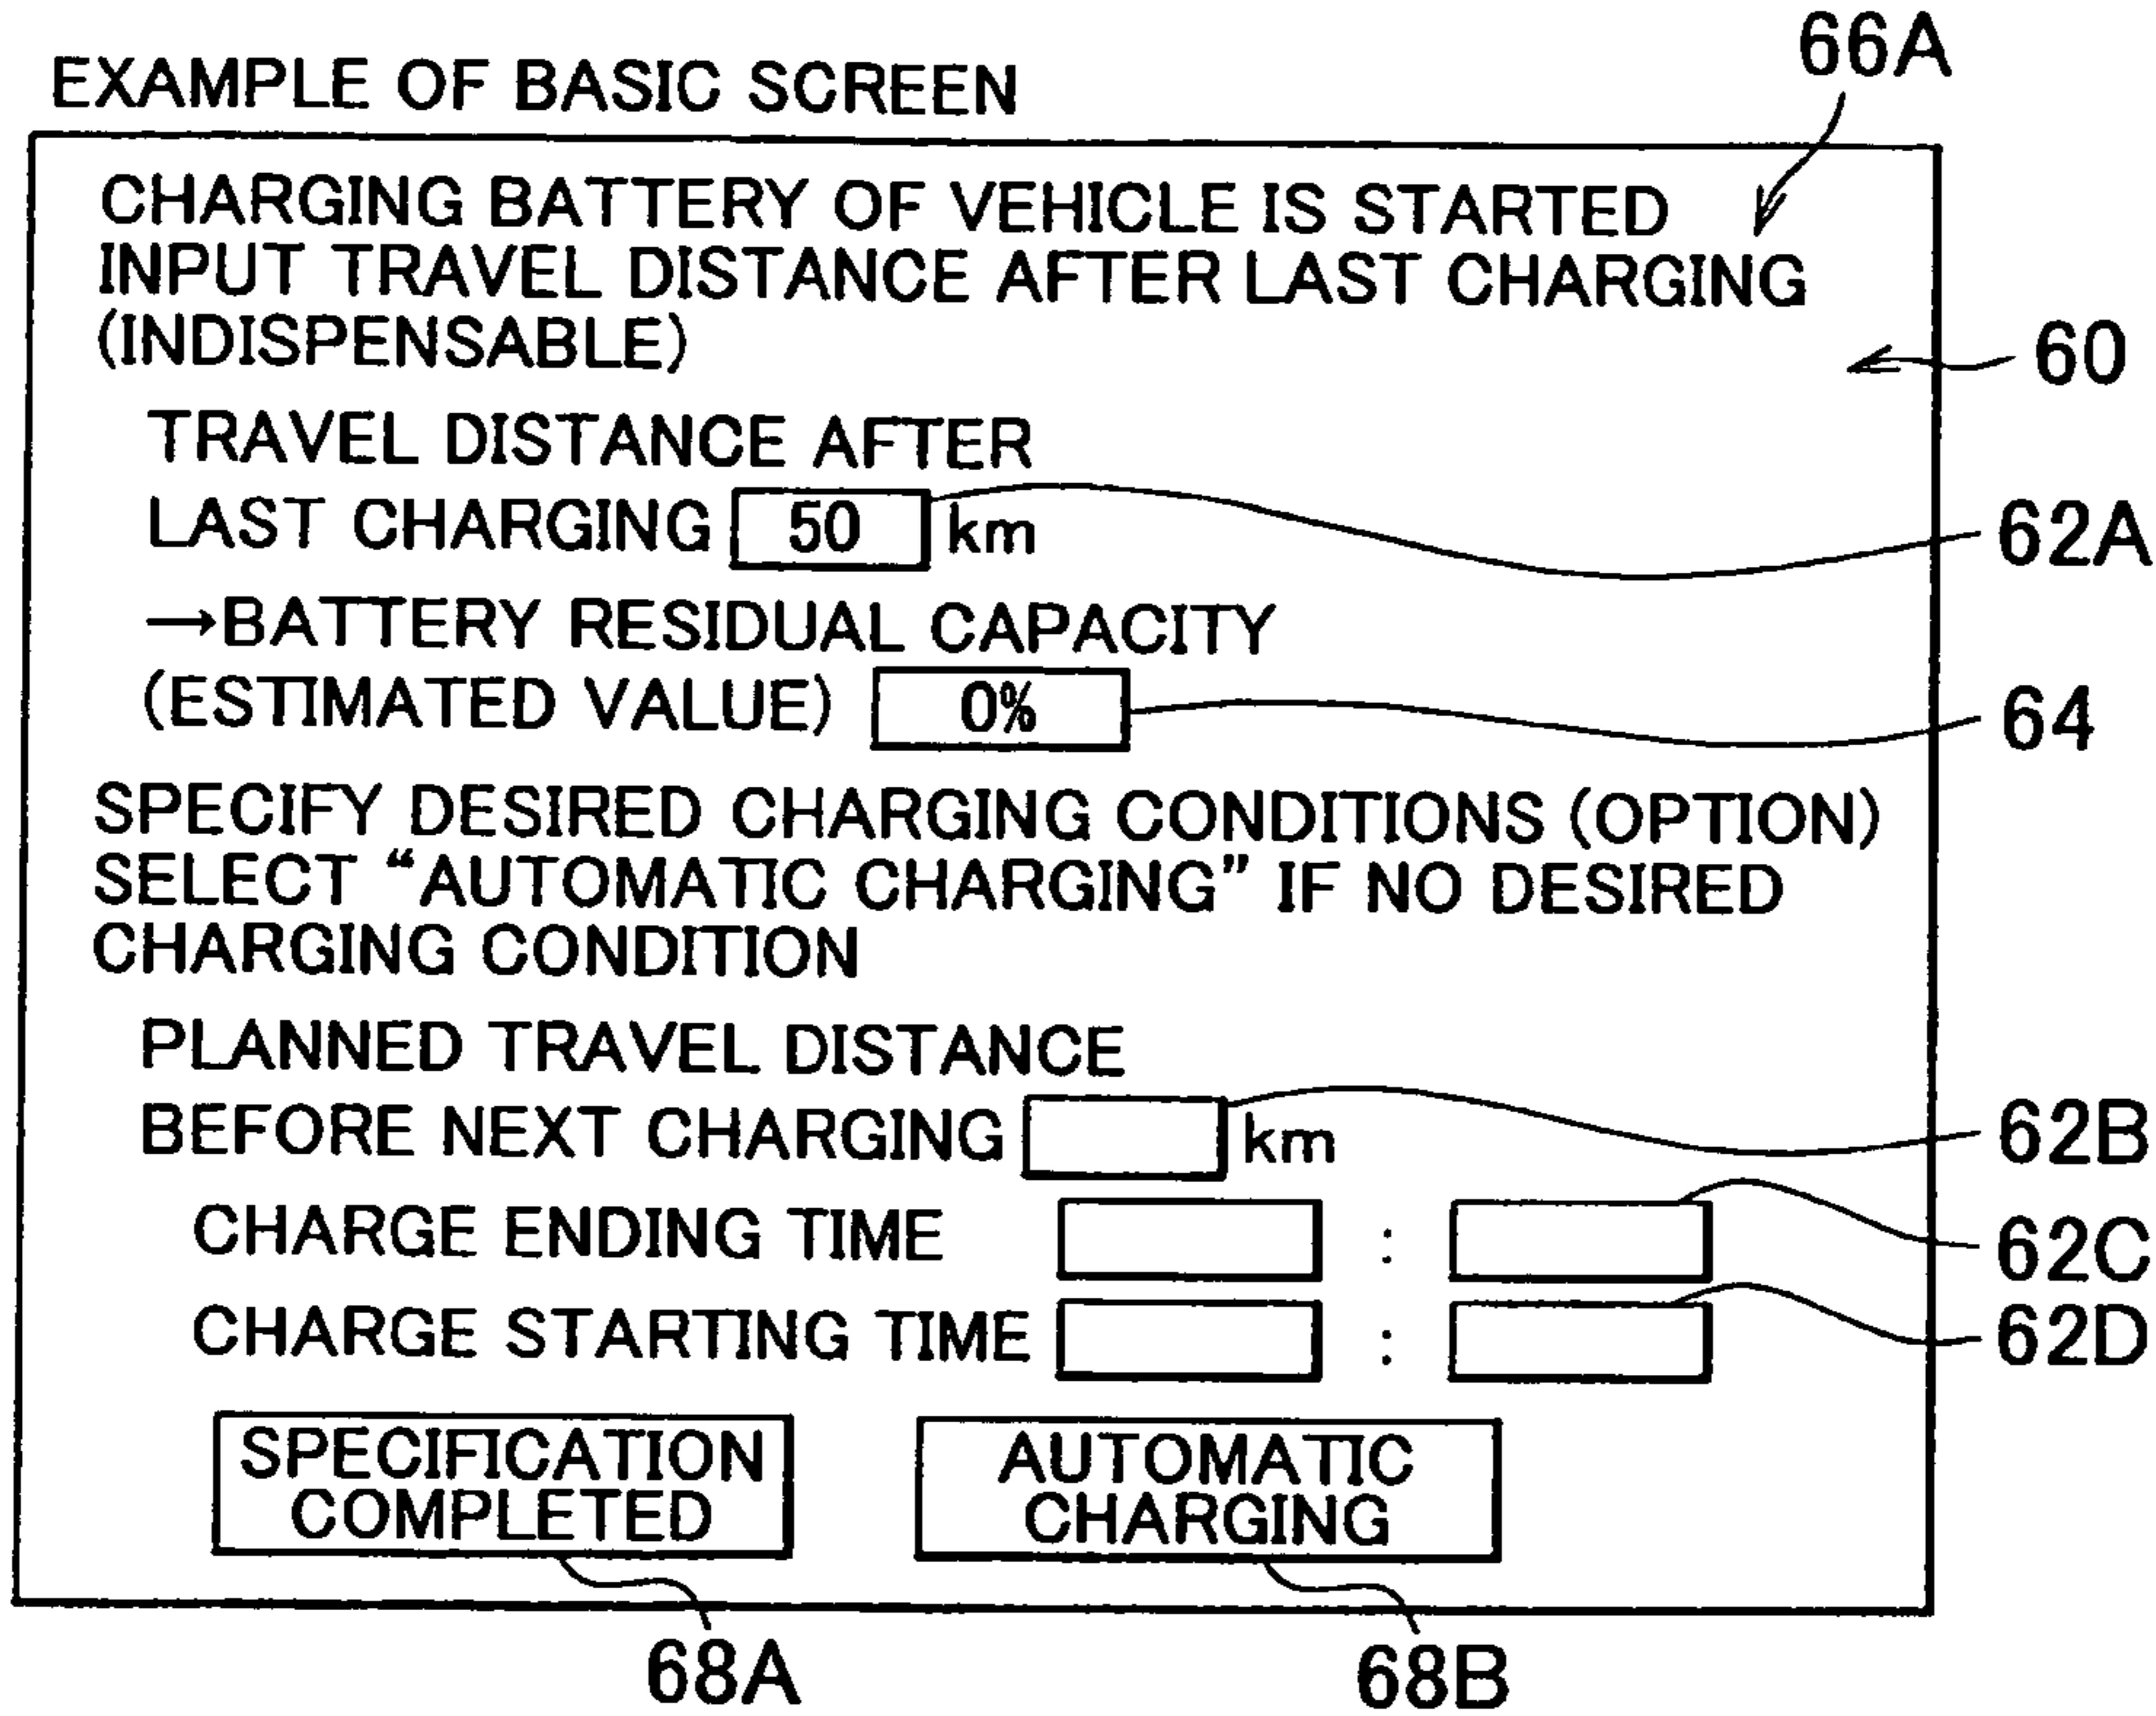 66A
EXAMPLE OF BASIC SCREEN
CHARGING BATTERY OF VEHICLE IS STARTED
INPUT TRAVEL DISTANCE AFTER LAST CHARGING
(INDISPENSABLE)
60
TRAVEL DISTANCE AFTER
LAST CHARGING 50 km
62A
→BATTERY RESIDUAL CAPACITY
(ESTIMATED VALUE) 0%
64
SPECIFY DESIRED CHARGING CONDITIONS (OPTION)
SELECT “AUTOMATIC CHARGING” IF NO DESIRED
CHARGING CONDITION
PLANNED TRAVEL DISTANCE
BEFORE NEXT CHARGING km
62B
CHARGE ENDING TIME :
62C
CHARGE STARTING TIME :
62D
SPECIFICATION
COMPLETED
AUTOMATIC
CHARGING
68A
68B